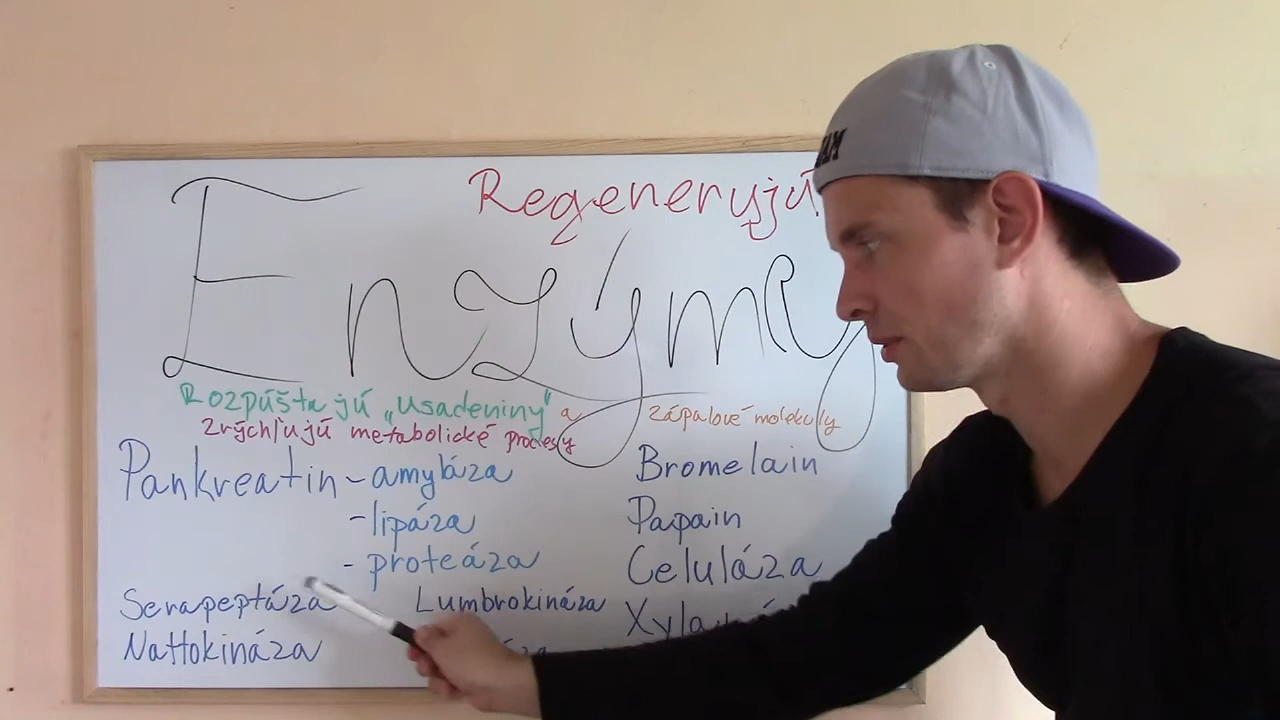 Regenerujú
Enzýmy
Rozpúšťajú „usadeniny" a zápalové molekuly
Zrýchľujú metabolické procesy
Pankreatin - amyláza
- lipáza
- proteáza
Serapeptáza
Nattokináza
Lumbrokináza
Bromelain
Papain
Celuláza